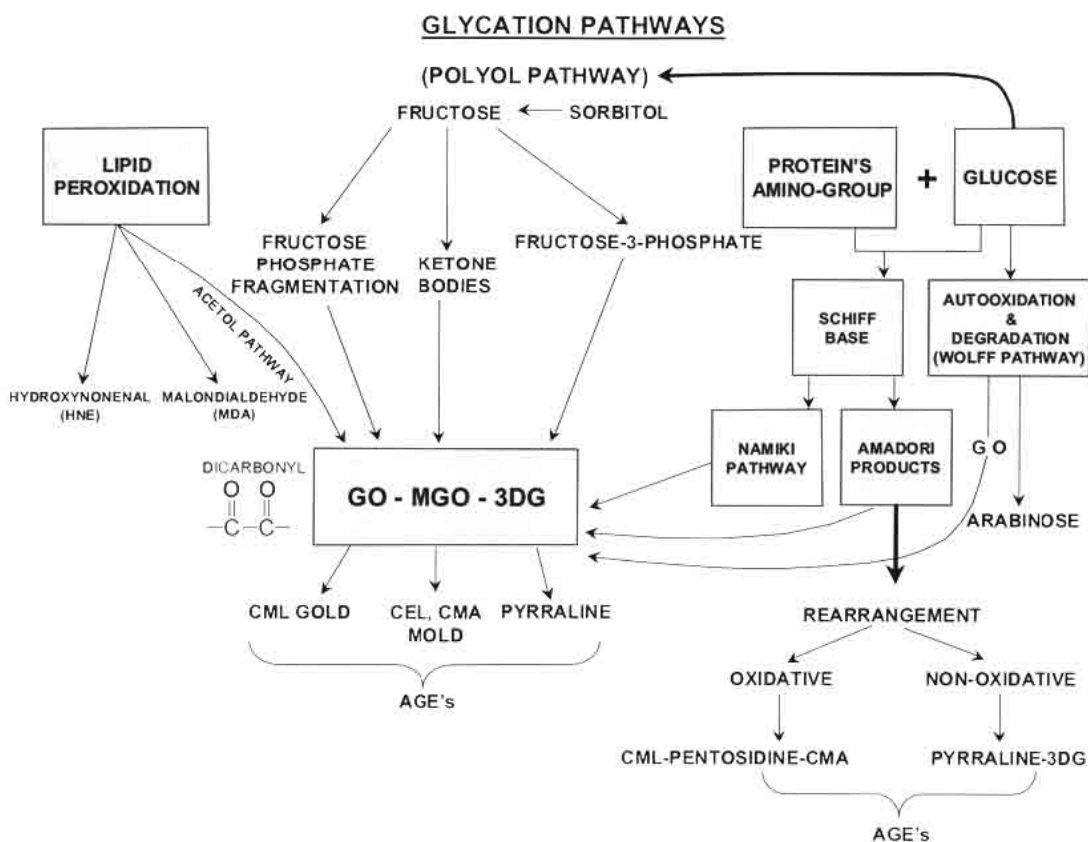 GLYCATION PATHWAYS
(POLYOL PATHWAY)
FRUCTOSE
SORBITOL
LIPID
PEROXIDATION
PROTEIN'S
AMINO-GROUP
+
GLUCOSE
FRUCTOSE
PHOSPHATE
FRAGMENTATION
KETONE
BODIES
FRUCTOSE-3-PHOSPHATE
ACETOL PATHWAY
SCHIFF
BASE
AUTOOXIDATION
&
DEGRADATION
(WOLFF PATHWAY)
HYDROXYNONENAL
(HNE)
MALONDIALDEHYDE
(MDA)
NAMIKI
PATHWAY
AMADORI
PRODUCTS
GO
ARABINOSE
DICARBONYL
O O
–C–C–
GO - MGO - 3DG
CML GOLD
CEL, CMA
MOLD
PYRRALINE
AGE's
REARRANGEMENT
OXIDATIVE
NON-OXIDATIVE
CML-PENTOSIDINE-CMA
PYRRALINE-3DG
AGE's